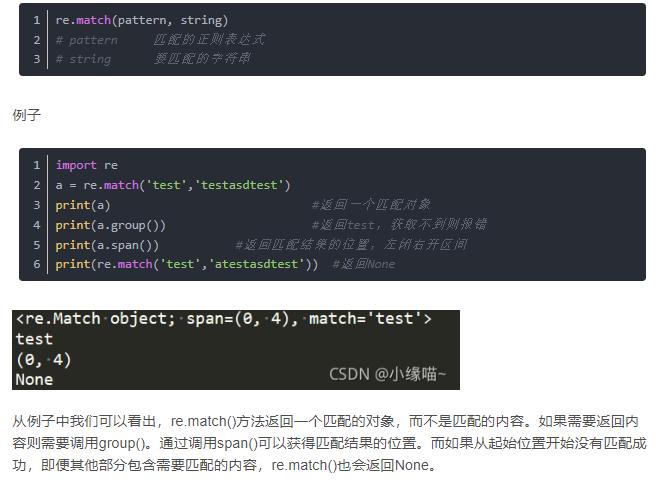 1 re.match(pattern, string)
2 # pattern 匹配的正则表达式
3 # string 要匹配的字符串
例子
1 import re
2 a = re.match('test','testasdtest')
3 print(a) #返回一个匹配对象
4 print(a.group()) #返回test，获取不到则报错
5 print(a.span()) #返回匹配结果的位置，左闭右开区间
6 print(re.match('test','atestasdtest')) #返回None
<re.Match object; span=(0, 4), match='test'>
test
(0, 4)
None
CSDN @小缘喵~
从例子中我们可以看出，re.match()方法返回一个匹配的对象，而不是匹配的内容。如果需要返回内
容则需要调用group()。通过调用span()可以获得匹配结果的位置。而如果从起始位置开始没有匹配成
功，即便其他部分包含需要匹配的内容，re.match()也会返回None。